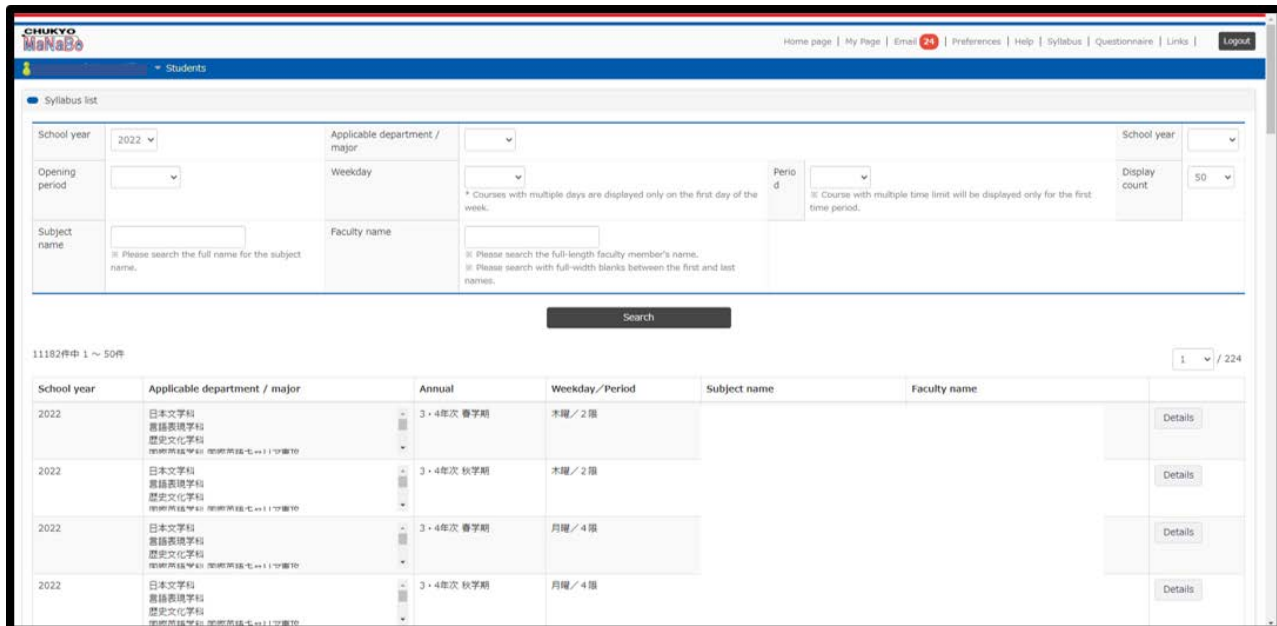 CHUKYO
MaNaBo
Home page | My Page | Email 24 | Preferences | Help | Syllabus | Questionnaire | Links | Logout
Students
Syllabus list
School year 2022 Applicable department / major School year
Opening period Weekday Period Display count 50
* Courses with multiple days are displayed only on the first day of the week.
※ Course with multiple time limit will be displayed only for the first time period.
Subject name Faculty name
※ Please search the full name for the subject name.
※ Please search the full-length faculty member's name.
※ Please search with full-width blanks between the first and last names.
Search
11182件中 1 ～ 50件 1 / 224
School year Applicable department / major Annual Weekday／Period Subject name Faculty name
2022 日本文学科 3・4年次 春学期 木曜／2限 Details
言語表現学科
歴史文化学科
2022 日本文学科 3・4年次 秋学期 木曜／2限 Details
言語表現学科
歴史文化学科
2022 日本文学科 3・4年次 春学期 月曜／4限 Details
言語表現学科
歴史文化学科
2022 日本文学科 3・4年次 秋学期 月曜／4限 Details
言語表現学科
歴史文化学科